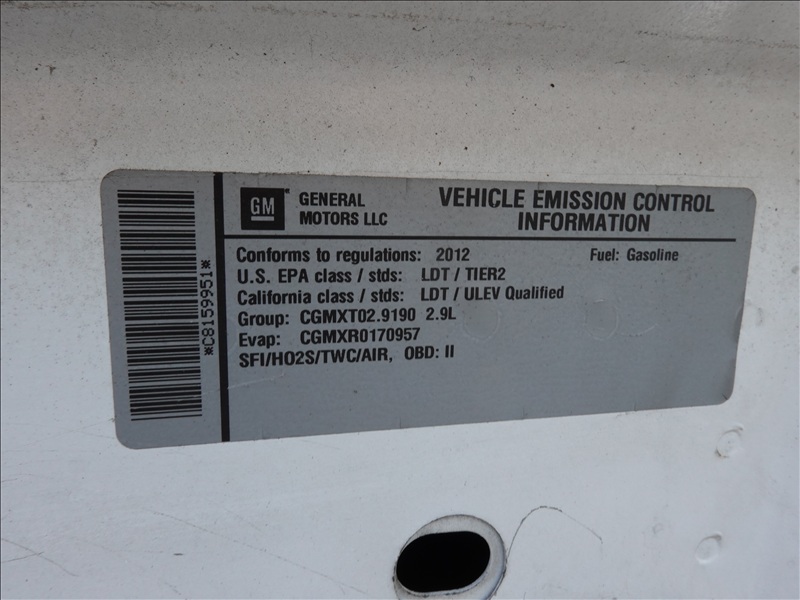 *C8159951*
GM
GENERAL
MOTORS LLC
VEHICLE EMISSION CONTROL
INFORMATION
Conforms to regulations: 2012 Fuel: Gasoline
U.S. EPA class / stds: LDT / TIER2
California class / stds: LDT / ULEV Qualified
Group: CGMXT02.9190 2.9L
Evap: CGMXR0170957
SFI/HO2S/TWC/AIR, OBD: II